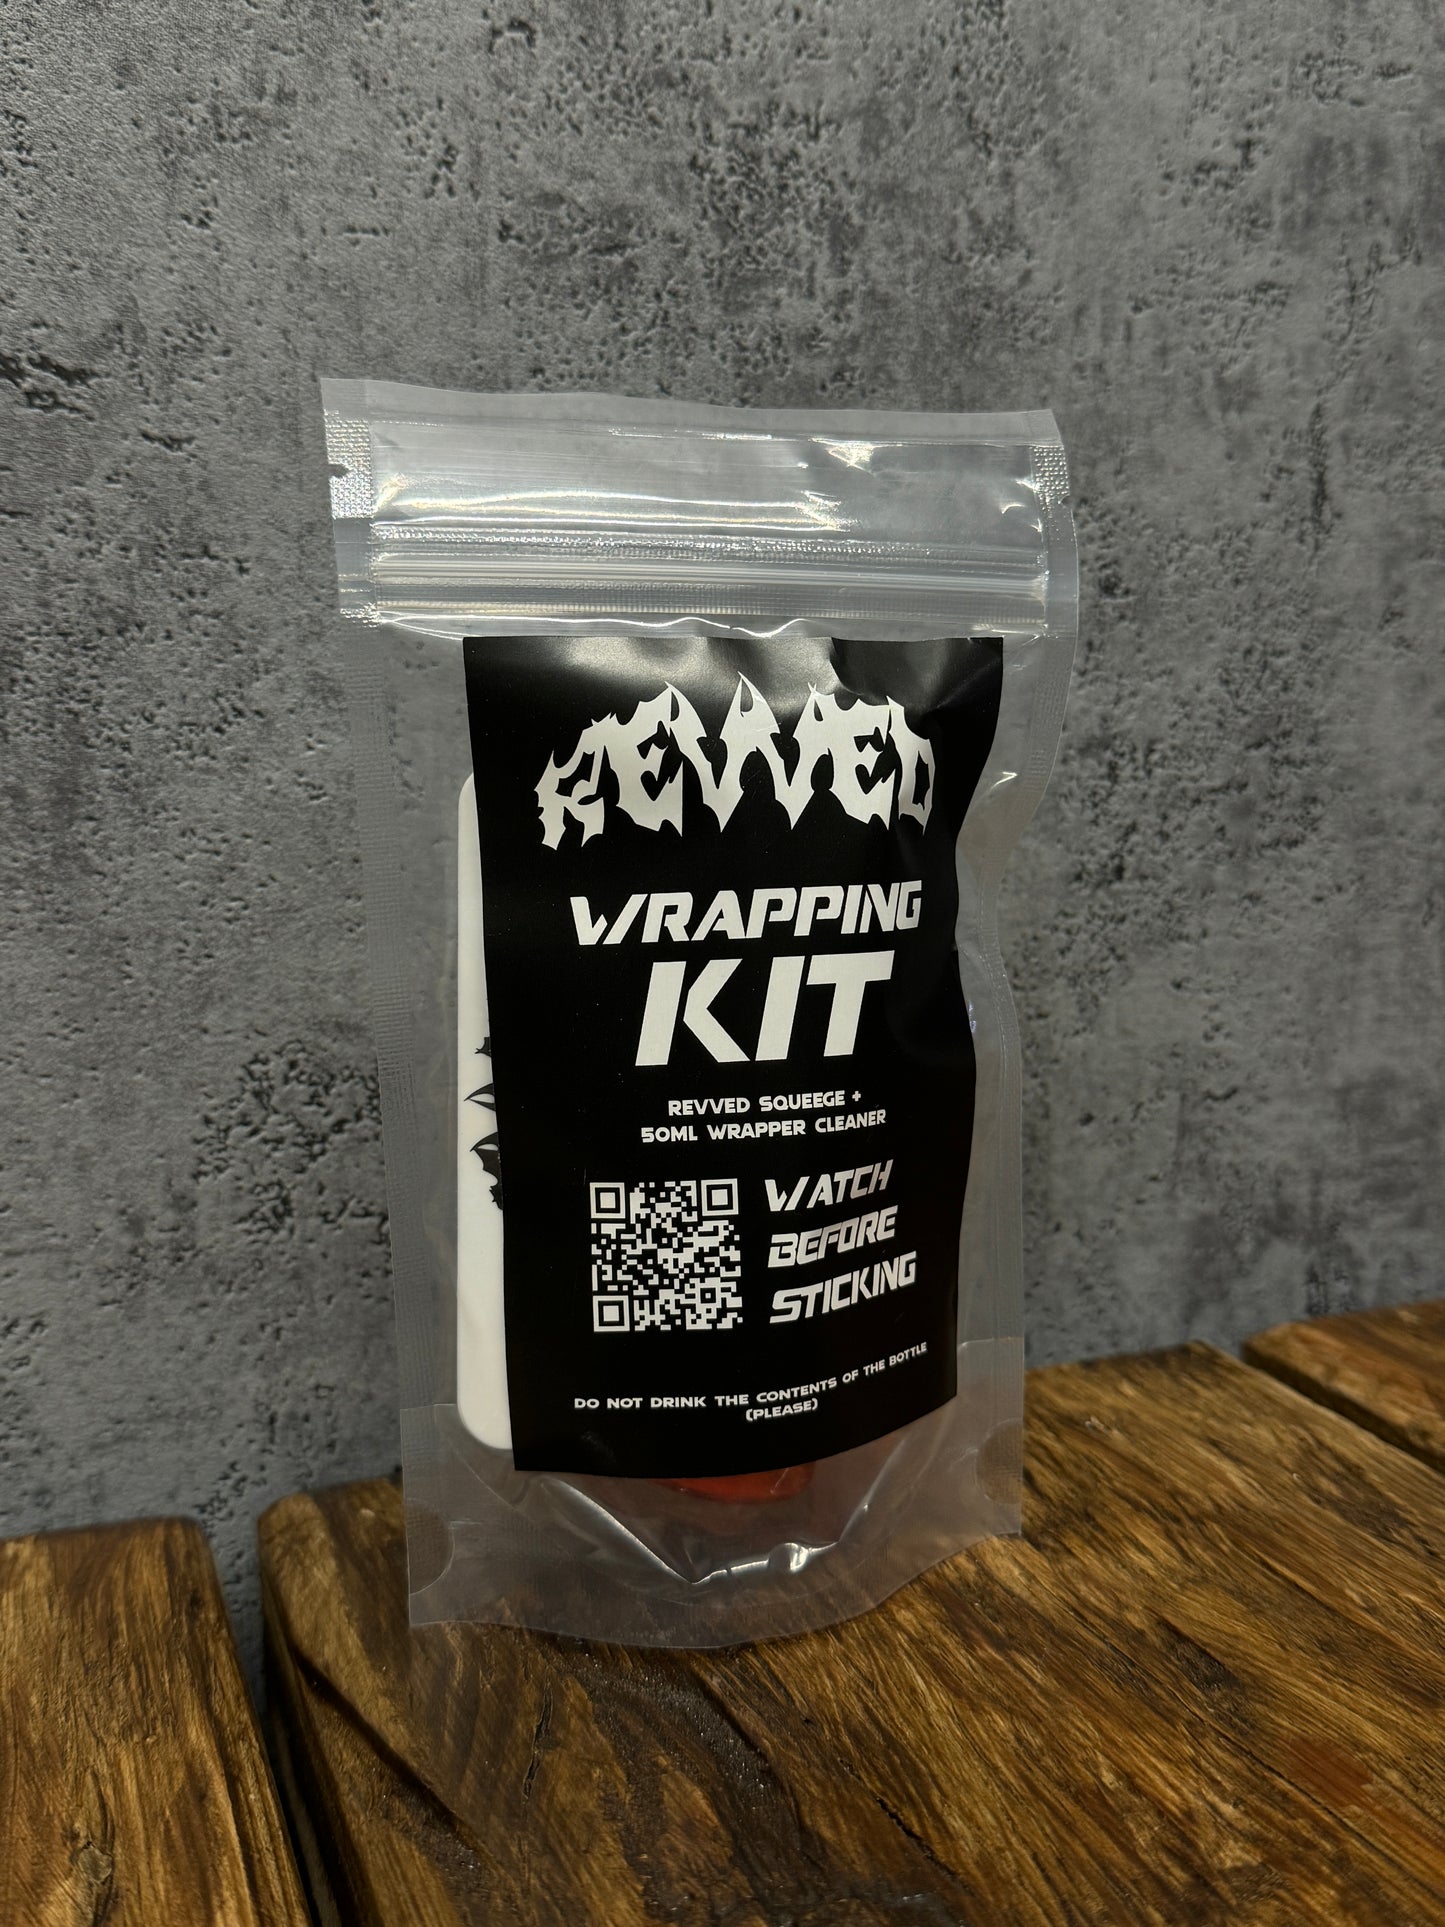 REVVED
WRAPPING
KIT
REVVED SQUEEGE +
50ML WRAPPER CLEANER
WATCH
BEFORE
STICKING
DO NOT DRINK THE CONTENTS OF THE BOTTLE
(PLEASE)